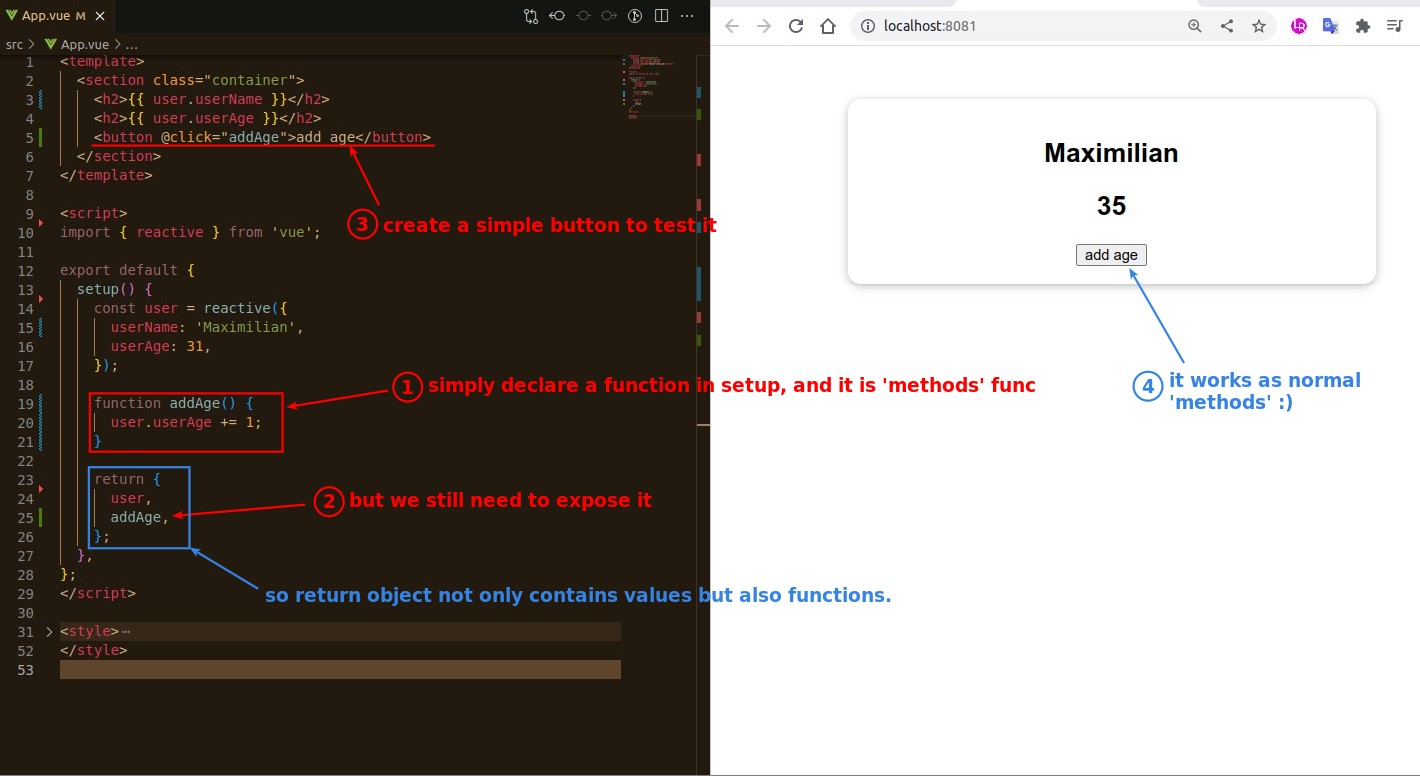 App.vue M
src > App.vue > ...
1 <template>
2 <section class="container">
3 <h2>{{ user.userName }}</h2>
4 <h2>{{ user.userAge }}</h2>
5 <button @click="addAge">add age</button>
6 </section>
7 </template>
8
9 <script>
10 import { reactive } from 'vue';
11
12 export default {
13 setup() {
14 const user = reactive({
15 userName: 'Maximilian',
16 userAge: 31,
17 });
18
19 function addAge() {
20 user.userAge += 1;
21 }
22
23 return {
24 user,
25 addAge,
26 };
27 },
28 };
29 </script>
30
31 <style>…
52 </style>
53
3 create a simple button to test it
1 simply declare a function in setup, and it is 'methods' func
2 but we still need to expose it
so return object not only contains values but also functions.
localhost:8081
Maximilian
35
add age
4 it works as normal
'methods' :)